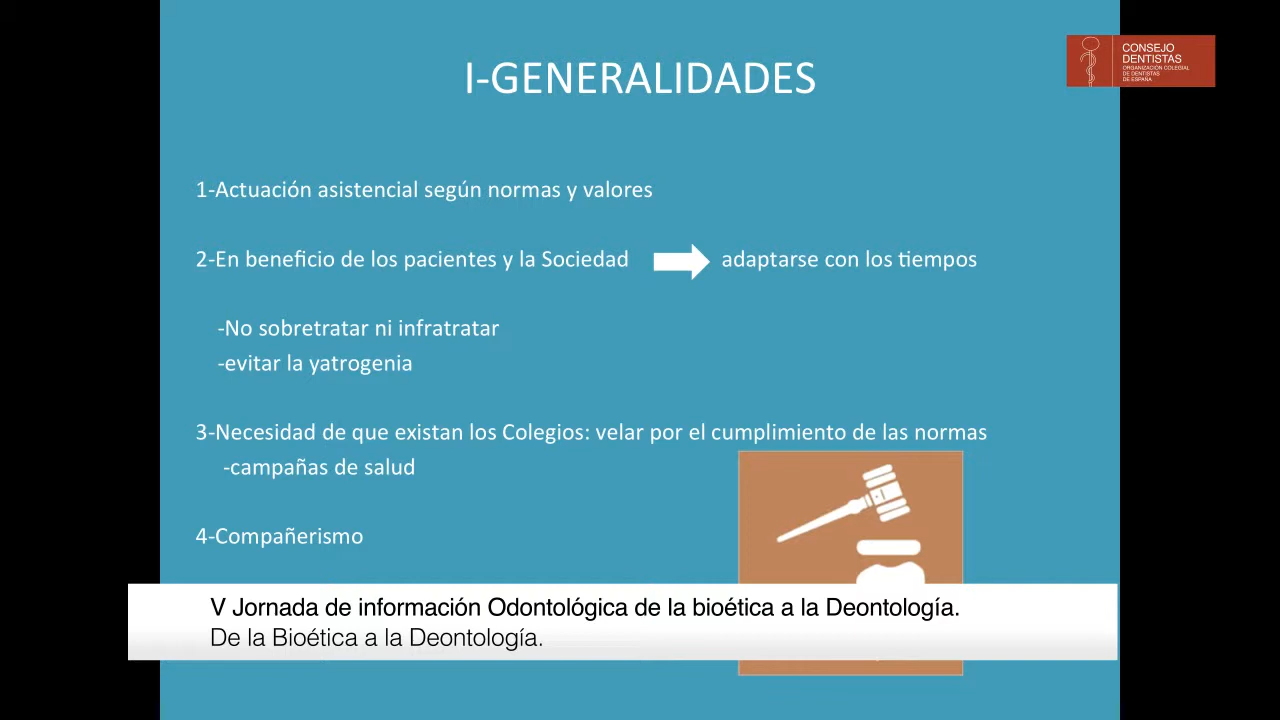 I-GENERALIDADES
CONSEJO
DENTISTAS
ORGANIZACIÓN COLEGIAL
DE DENTISTAS
DE ESPAÑA
1-Actuación asistencial según normas y valores
2-En beneficio de los pacientes y la Sociedad adaptarse con los tiempos
-No sobretratar ni infratratar
-evitar la yatrogenia
3-Necesidad de que existan los Colegios: velar por el cumplimiento de las normas
-campañas de salud
4-Compañerismo
V Jornada de información Odontológica de la bioética a la Deontología.
De la Bioética a la Deontología.